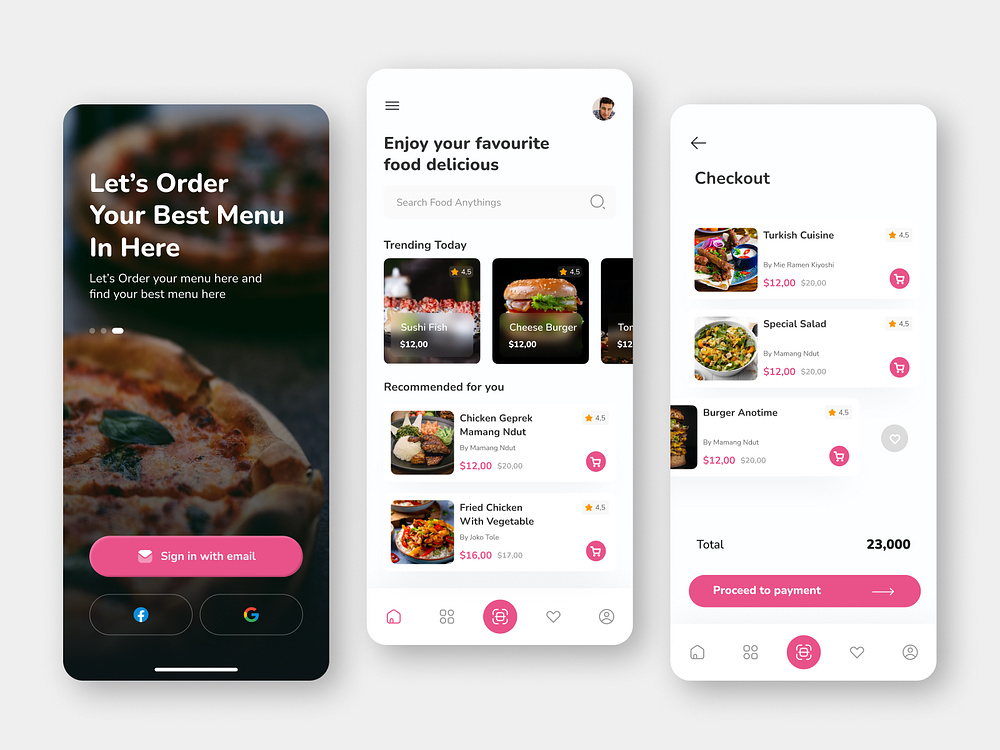 Let's Order
Your Best Menu
In Here
Let's Order your menu here and
find your best menu here
Sign in with email
Enjoy your favourite
food delicious
Search Food Anythings
Trending Today
4,5
4,5
Sushi Fish
$12,00
Cheese Burger
$12,00
Tor
$12
Recommended for you
Chicken Geprek
Mamang Ndut
4,5
By Mamang Ndut
$12,00 $20,00
Fried Chicken
With Vegetable
4,5
By Joko Tole
$16,00 $17,00
Checkout
Turkish Cuisine
4,5
By Mie Ramen Kiyoshi
$12,00 $20,00
Special Salad
4,5
By Mamang Ndut
$12,00 $20,00
Burger Anotime
4,5
By Mamang Ndut
$12,00 $20,00
Total 23,000
Proceed to payment